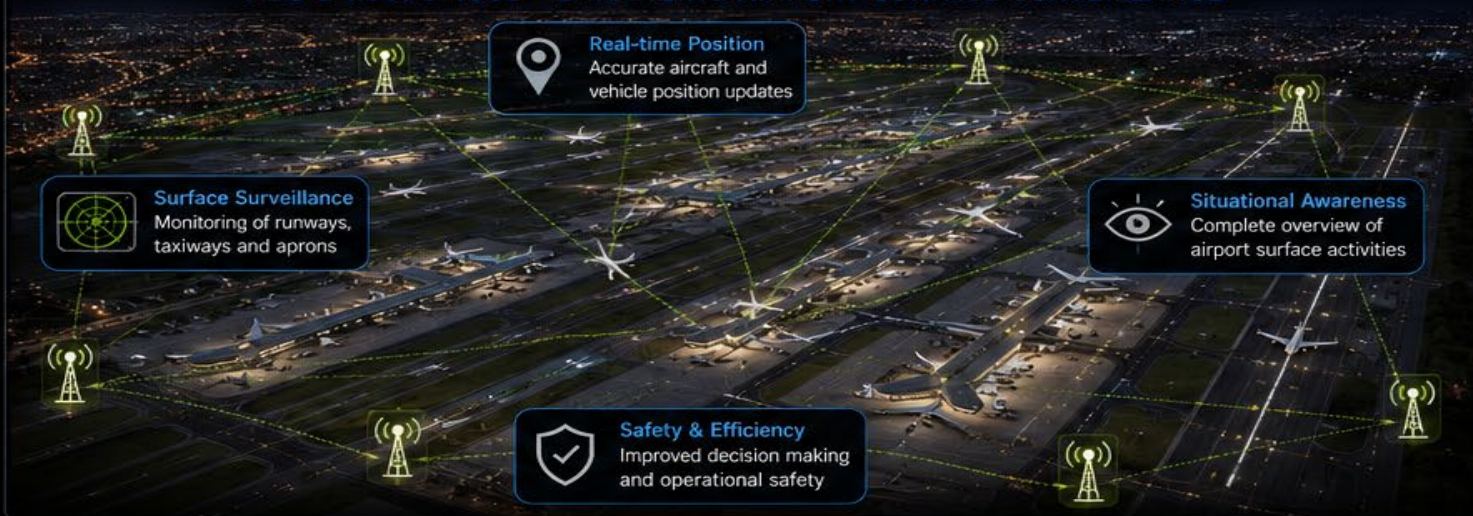 Real-time Position
Accurate aircraft and
vehicle position updates
Surface Surveillance
Monitoring of runways,
taxiways and aprons
Situational Awareness
Complete overview of
airport surface activities
Safety & Efficiency
Improved decision making
and operational safety